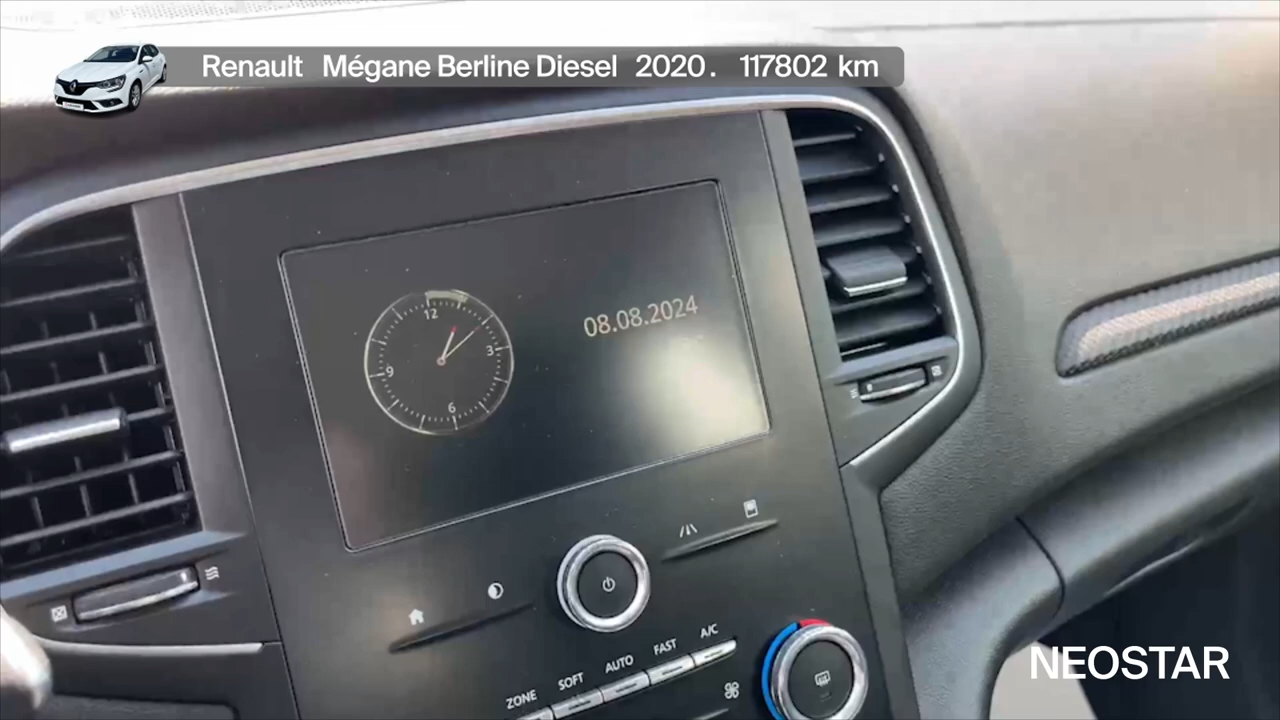 Renault Mégane Berline Diesel 2020. 117802 km
12
3
9
6
08.08.2024
ZONE SOFT AUTO FAST A/C
NEOSTAR